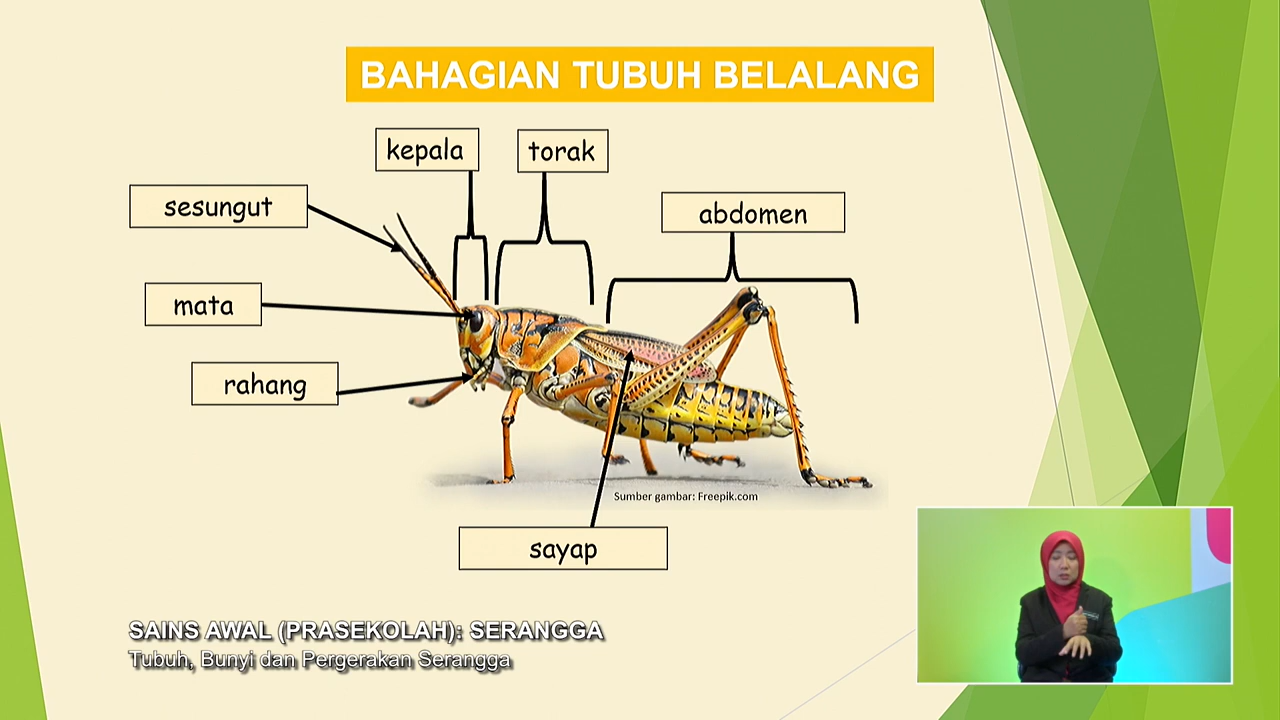 BAHAGIAN TUBUH BELALANG
kepala
torak
sesungut
abdomen
mata
rahang
Sumber gambar: Freepik.com
sayap
SAINS AWAL (PRASEKOLAH): SERANGGA
Tubuh, Bunyi dan Pergerakan Serangga